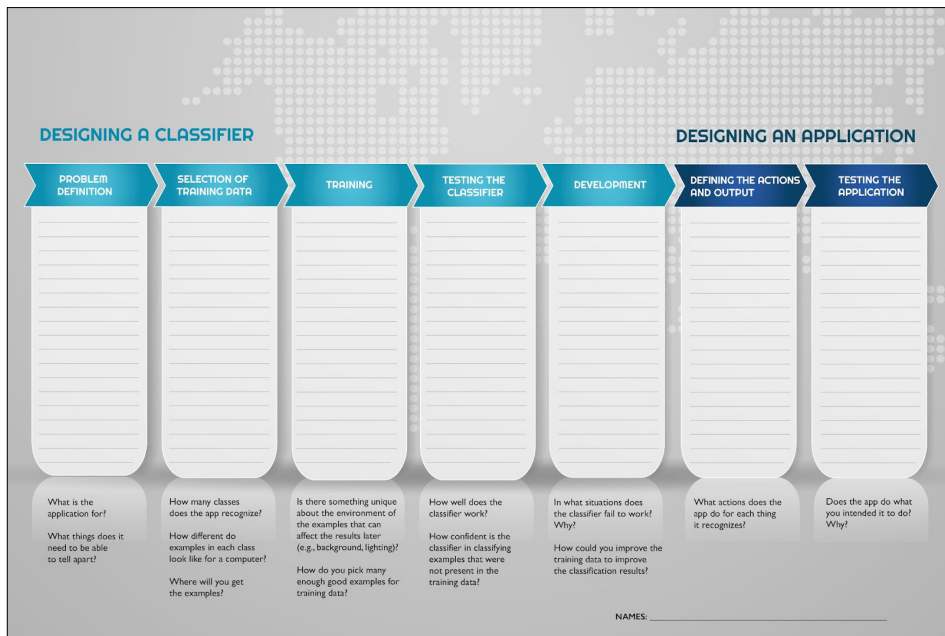 DESIGNING A CLASSIFIER
DESIGNING AN APPLICATION
PROBLEM
DEFINITION
SELECTION OF
TRAINING DATA
TRAINING
TESTING THE
CLASSIFIER
DEVELOPMENT
DEFINING THE ACTIONS
AND OUTPUT
TESTING THE
APPLICATION
What is the
application for?
What things does it
need to be able
to tell apart?
How many classes
does the app recognize?
How different do
examples in each class
look like for a computer?
Where will you get
the examples?
Is there something unique
about the environment of
the examples that can
affect the results later
(e.g., background, lighting)?
How do you pick many
enough good examples for
training data?
How well does the
classifier work?
How confident is the
classifier in classifying
examples that were
not present in the
training data?
In what situations does
the classifier fail to work?
Why?
How could you improve the
training data to improve
the classification results?
What actions does the
app do for each thing
it recognizes?
Does the app do what
you intended it to do?
Why?
NAMES: